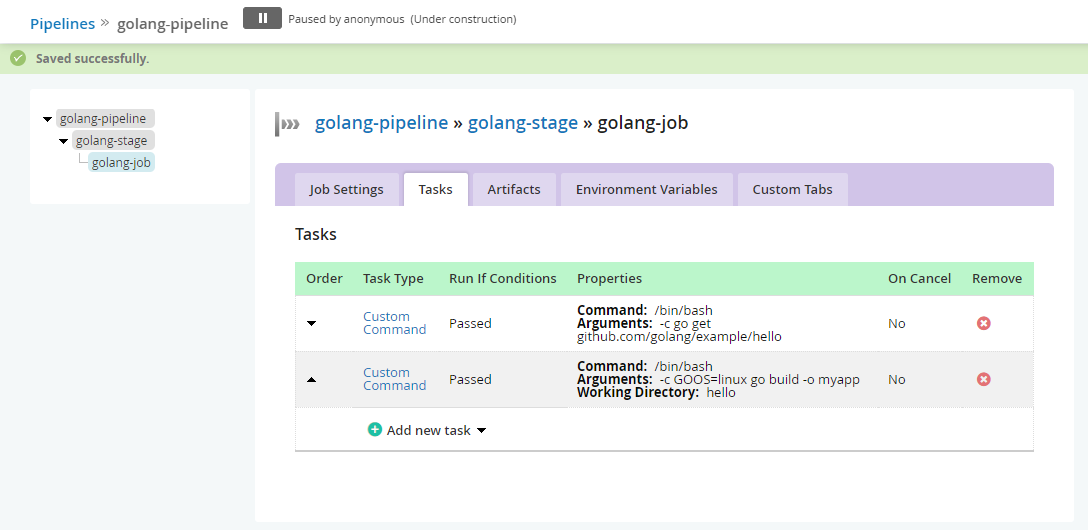 Pipelines » golang-pipeline Paused by anonymous (Under construction)
Saved successfully.
golang-pipeline
golang-stage
golang-job
golang-pipeline » golang-stage » golang-job
Job Settings Tasks Artifacts Environment Variables Custom Tabs
Tasks
Order Task Type Run If Conditions Properties On Cancel Remove
Custom
Command
Passed
Command: /bin/bash
Arguments: -c go get
github.com/golang/example/hello
No
Custom
Command
Passed
Command: /bin/bash
Arguments: -c GOOS=linux go build -o myapp
Working Directory: hello
No
Add new task